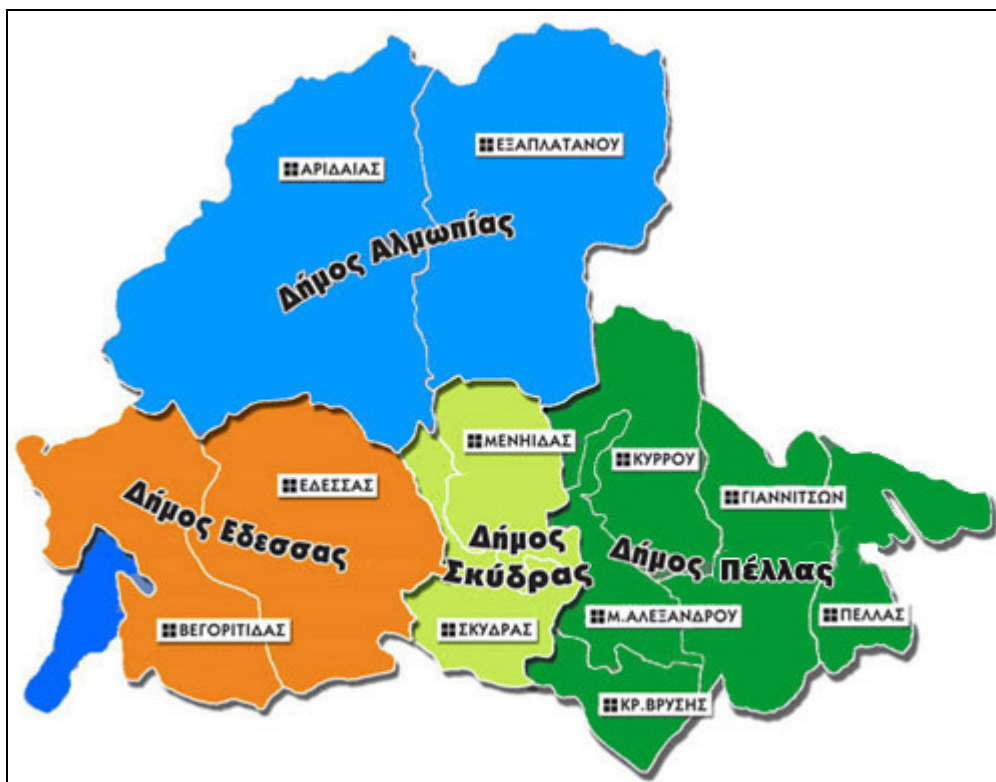 ΕΞΑΠΛΑΤΑΝΟΥ
ΑΡΙΔΑΙΑΣ
Δήμος Αλμωπίας
ΜΕΝΗΙΔΑΣ
ΚΥΡΡΟΥ
ΕΔΕΣΣΑΣ
ΓΙΑΝΝΙΤΣΩΝ
Δήμος Εδεσσας
Δήμος
Σκύδρας
Δήμος Πέλλας
Μ.ΑΛΕΞΑΝΔΡΟΥ
ΠΕΛΛΑΣ
ΒΕΓΟΡΙΤΙΔΑΣ
ΣΚΥΔΡΑΣ
ΚΡ.ΒΡΥΣΗΣ